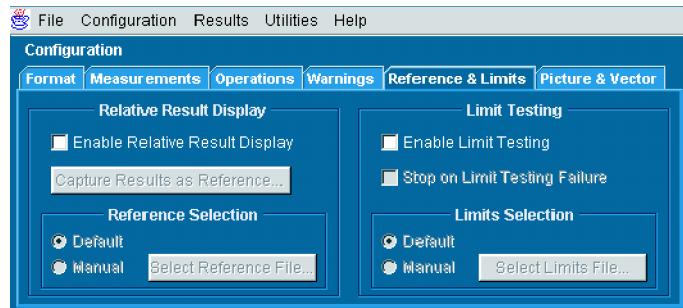 File Configuration Results Utilities Help
Configuration
Format Measurements Operations Warnings Reference & Limits Picture & Vector
Relative Result Display
Enable Relative Result Display
Capture Results as Reference...
Reference Selection
Default
Manual Select Reference File...
Limit Testing
Enable Limit Testing
Stop on Limit Testing Failure
Limits Selection
Default
Manual Select Limits File...